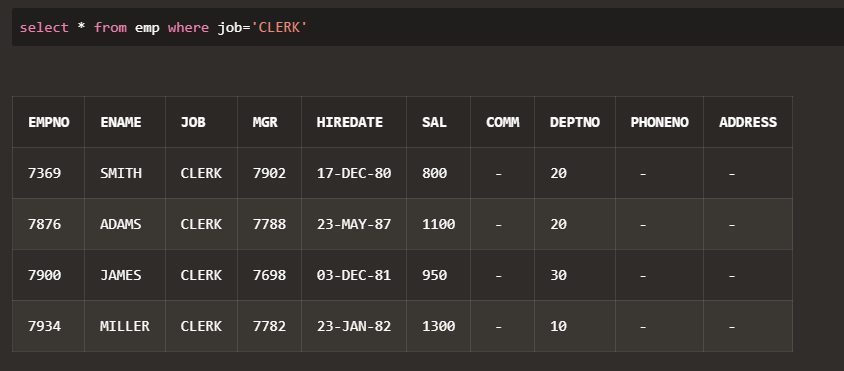 select * from emp where job='CLERK'
EMPNO ENAME JOB MGR HIREDATE SAL COMM DEPTNO PHONENO ADDRESS
7369 SMITH CLERK 7902 17-DEC-80 800 - 20 - -
7876 ADAMS CLERK 7788 23-MAY-87 1100 - 20 - -
7900 JAMES CLERK 7698 03-DEC-81 950 - 30 - -
7934 MILLER CLERK 7782 23-JAN-82 1300 - 10 - -